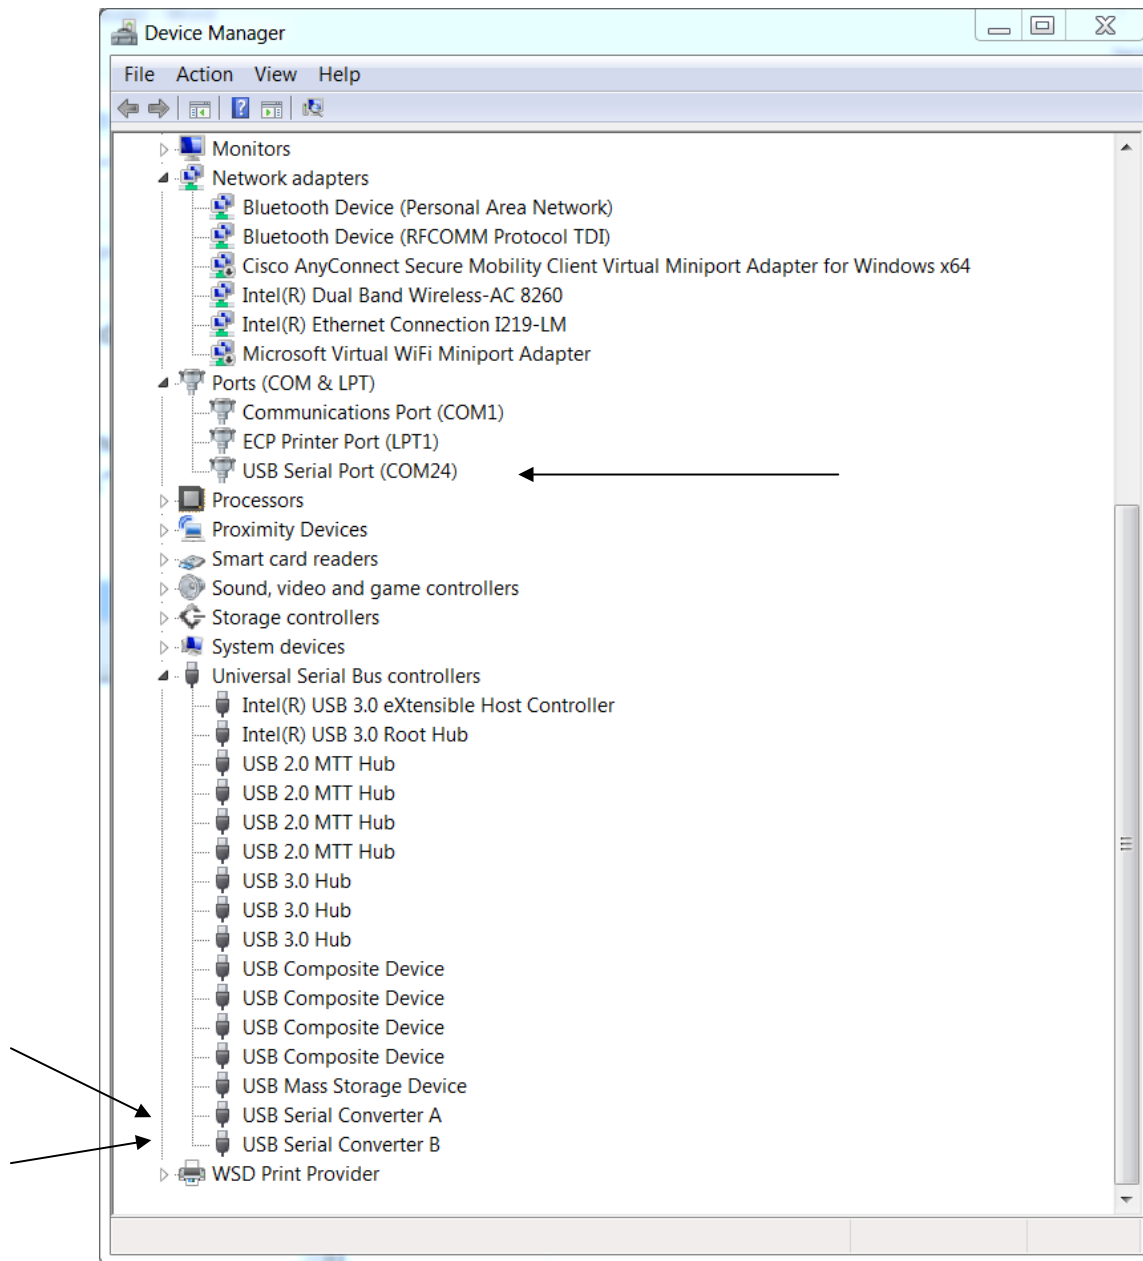 Device Manager
File Action View Help
Monitors
Network adapters
Bluetooth Device (Personal Area Network)
Bluetooth Device (RFCOMM Protocol TDI)
Cisco AnyConnect Secure Mobility Client Virtual Miniport Adapter for Windows x64
Intel(R) Dual Band Wireless-AC 8260
Intel(R) Ethernet Connection I219-LM
Microsoft Virtual WiFi Miniport Adapter
Ports (COM & LPT)
Communications Port (COM1)
ECP Printer Port (LPT1)
USB Serial Port (COM24)
Processors
Proximity Devices
Smart card readers
Sound, video and game controllers
Storage controllers
System devices
Universal Serial Bus controllers
Intel(R) USB 3.0 eXtensible Host Controller
Intel(R) USB 3.0 Root Hub
USB 2.0 MTT Hub
USB 2.0 MTT Hub
USB 2.0 MTT Hub
USB 2.0 MTT Hub
USB 3.0 Hub
USB 3.0 Hub
USB 3.0 Hub
USB Composite Device
USB Composite Device
USB Composite Device
USB Composite Device
USB Mass Storage Device
USB Serial Converter A
USB Serial Converter B
WSD Print Provider